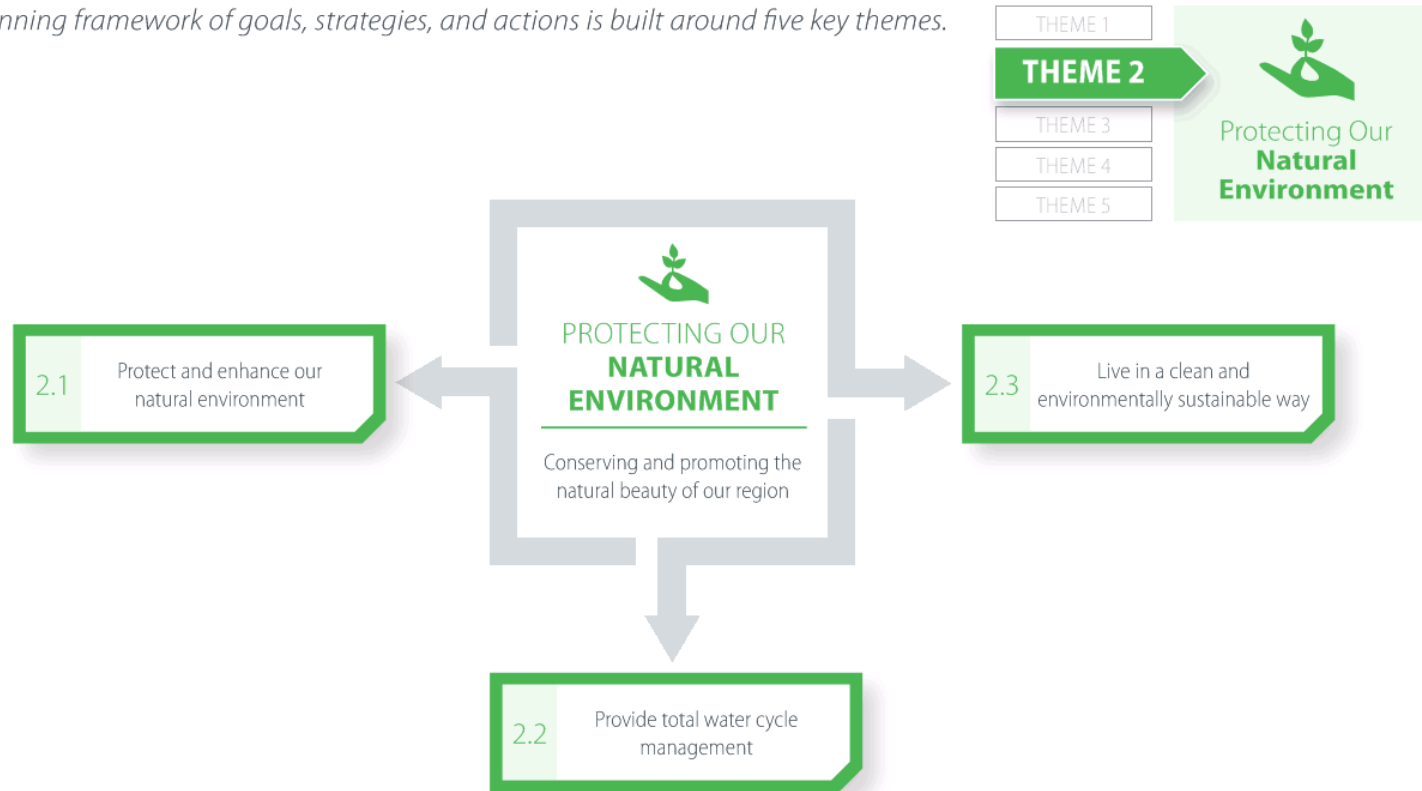 nning framework of goals, strategies, and actions is built around five key themes.
THEME 1
THEME 2
THEME 3
THEME 4
THEME 5
Protecting Our
Natural
Environment
PROTECTING OUR
NATURAL
ENVIRONMENT
Conserving and promoting the
natural beauty of our region
2.1
Protect and enhance our
natural environment
2.3
Live in a clean and
environmentally sustainable way
2.2
Provide total water cycle
management